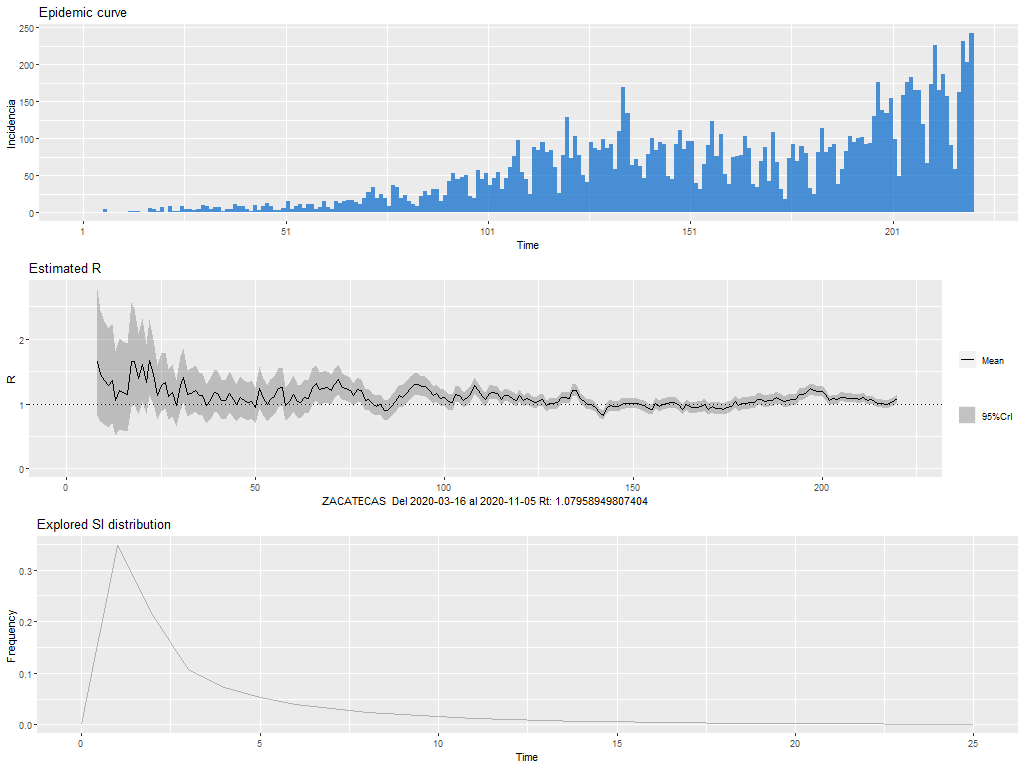 Epidemic curve
250
200
150
100
50
0
Incidencia
1 51 101 151 201
Time
Estimated R
2
1
0
R
Mean
95%CrI
0 50 100 150 200
ZACATECAS Del 2020-03-16 al 2020-11-05 Rt: 1.07958949807404
Explored SI distribution
0.3
0.2
0.1
0.0
Frequency
0 5 10 15 20 25
Time